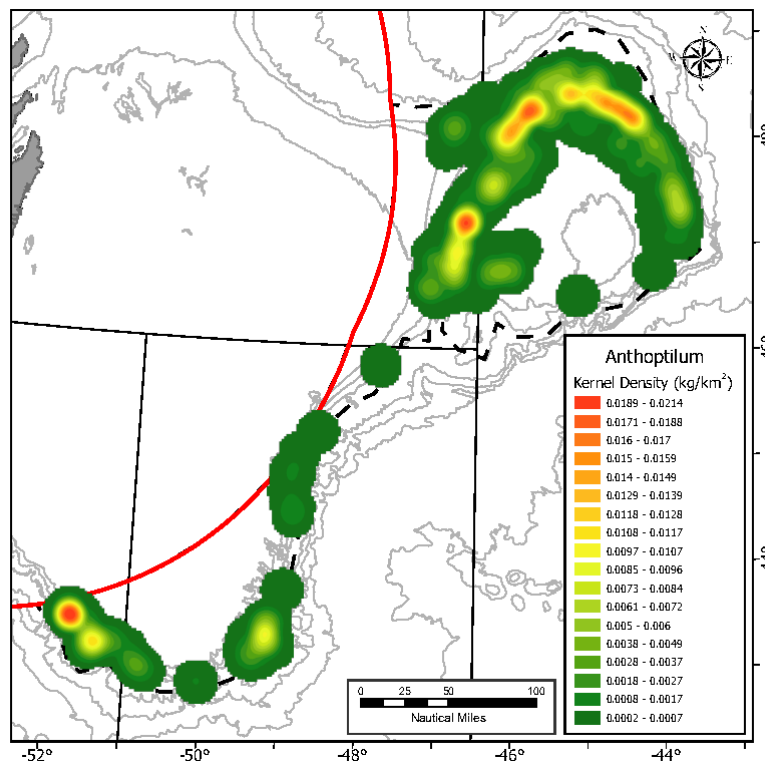 N
W E
S
Anthoptilum
Kernel Density (kg/km²)
0.0189 - 0.0214
0.0171 - 0.0188
0.016 - 0.017
0.015 - 0.0159
0.014 - 0.0149
0.0129 - 0.0139
0.0118 - 0.0128
0.0108 - 0.0117
0.0097 - 0.0107
0.0085 - 0.0096
0.0073 - 0.0084
0.0061 - 0.0072
0.005 - 0.006
0.0038 - 0.0049
0.0028 - 0.0037
0.0018 - 0.0027
0.0008 - 0.0017
0.0002 - 0.0007
0 25 50 100
Nautical Miles
-52° -50° -48° -46° -44°